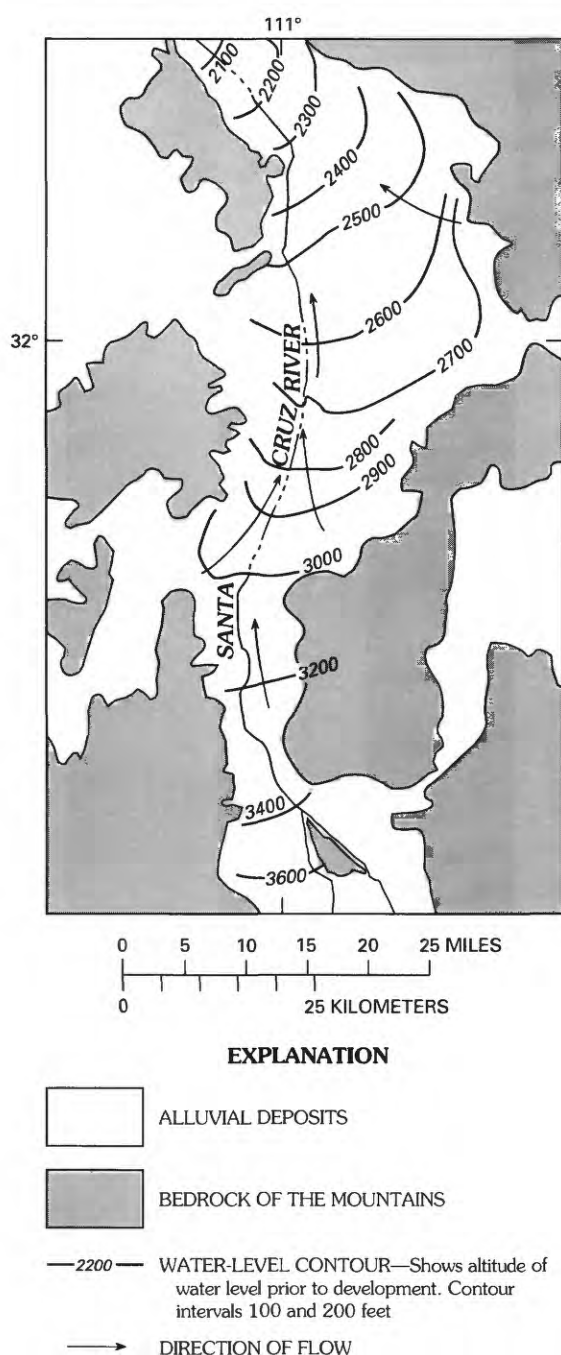 111°
2100
2200
2300
2400
2500
2600
32°
2700
CRUZ RIVER
2800
2900
3000
SANTA
3200
3400
3600
0 5 10 15 20 25 MILES
0 25 KILOMETERS
EXPLANATION
ALLUVIAL DEPOSITS
BEDROCK OF THE MOUNTAINS
2200 WATER-LEVEL CONTOUR—Shows altitude of
water level prior to development. Contour
intervals 100 and 200 feet
DIRECTION OF FLOW